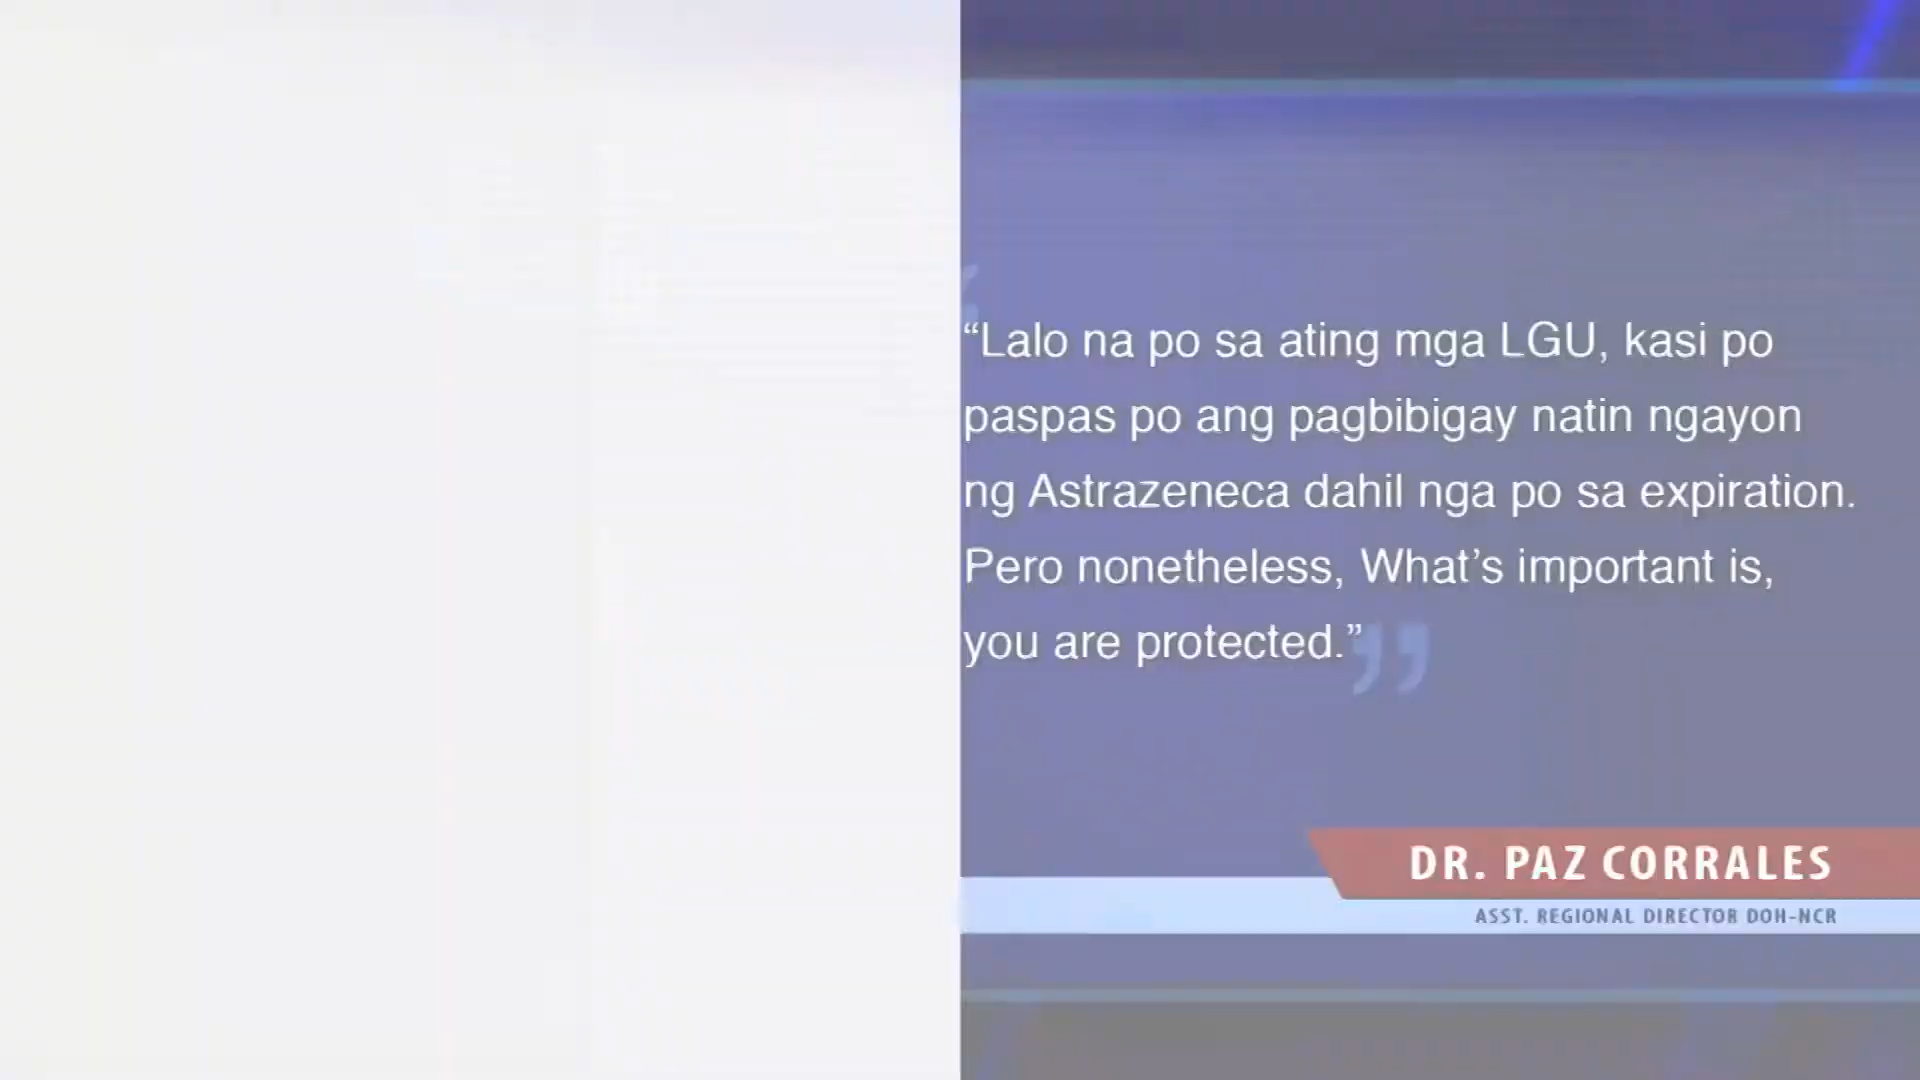 “Lalo na po sa ating mga LGU, kasi po
paspas po ang pagbibigay natin ngayon
ng Astrazeneca dahil nga po sa expiration.
Pero nonetheless, What’s important is,
you are protected.”
DR. PAZ CORRALES
ASST. REGIONAL DIRECTOR DOH-NCR